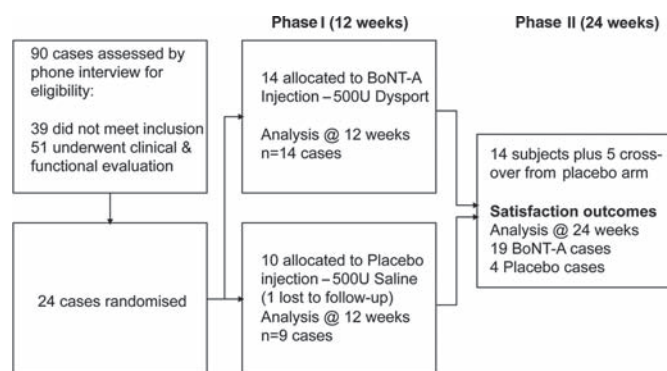 Phase I (12 weeks)
Phase II (24 weeks)
90 cases assessed by
phone interview for
eligibility:
39 did not meet inclusion
51 underwent clinical &
functional evaluation
24 cases randomised
14 allocated to BoNT-A
Injection – 500U Dysport
Analysis @ 12 weeks
n=14 cases
10 allocated to Placebo
injection – 500U Saline
(1 lost to follow-up)
Analysis @ 12 weeks
n=9 cases
14 subjects plus 5 cross-
over from placebo arm
Satisfaction outcomes
Analysis @ 24 weeks
19 BoNT-A cases
4 Placebo cases